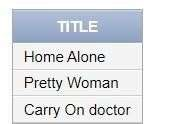 TITLE
Home Alone
Pretty Woman
Carry On doctor